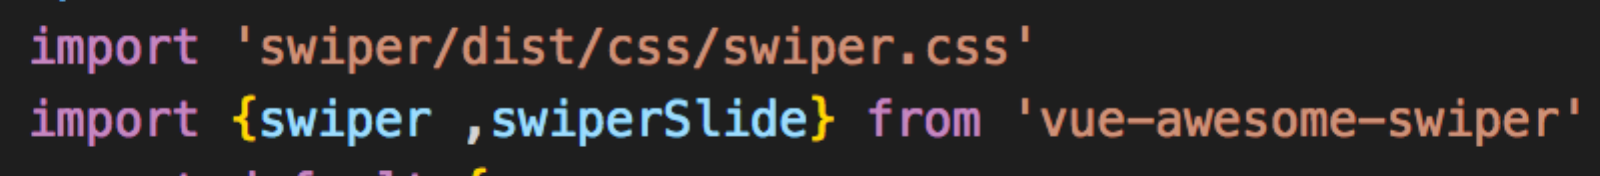 import 'swiper/dist/css/swiper.css'
import {swiper ,swiperSlide} from 'vue-awesome-swiper'